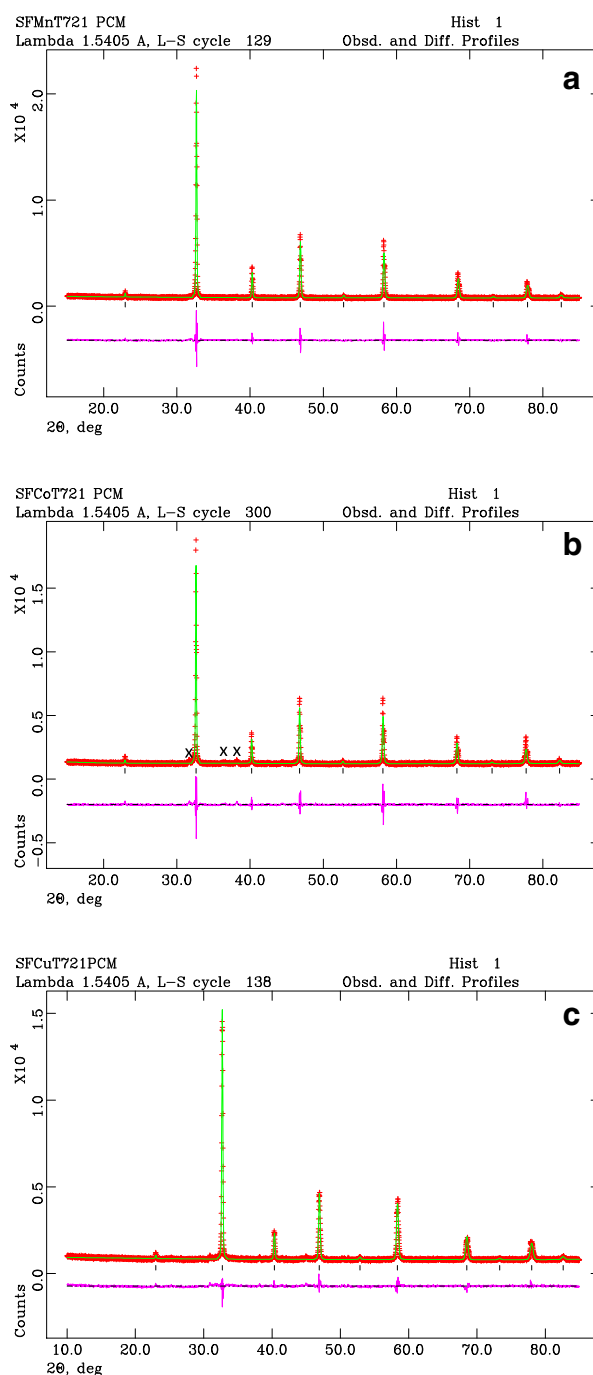 SFMnT721 PCM Hist 1
Lambda 1.5405 A, L-S cycle 129 Obsd. and Diff. Profiles
a
X10 4
2.0
1.0
0.0
Counts
20.0 30.0 40.0 50.0 60.0 70.0 80.0
2Θ, deg
SFCoT721 PCM Hist 1
Lambda 1.5405 A, L-S cycle 300 Obsd. and Diff. Profiles
b
X10 4
1.5
1.0
0.5
x x x
0.0
-0.5
Counts
20.0 30.0 40.0 50.0 60.0 70.0 80.0
2Θ, deg
SFCuT721PCM Hist 1
Lambda 1.5405 A, L-S cycle 138 Obsd. and Diff. Profiles
c
X10 4
1.5
1.0
0.5
0.0
Counts
10.0 20.0 30.0 40.0 50.0 60.0 70.0 80.0
2Θ, deg